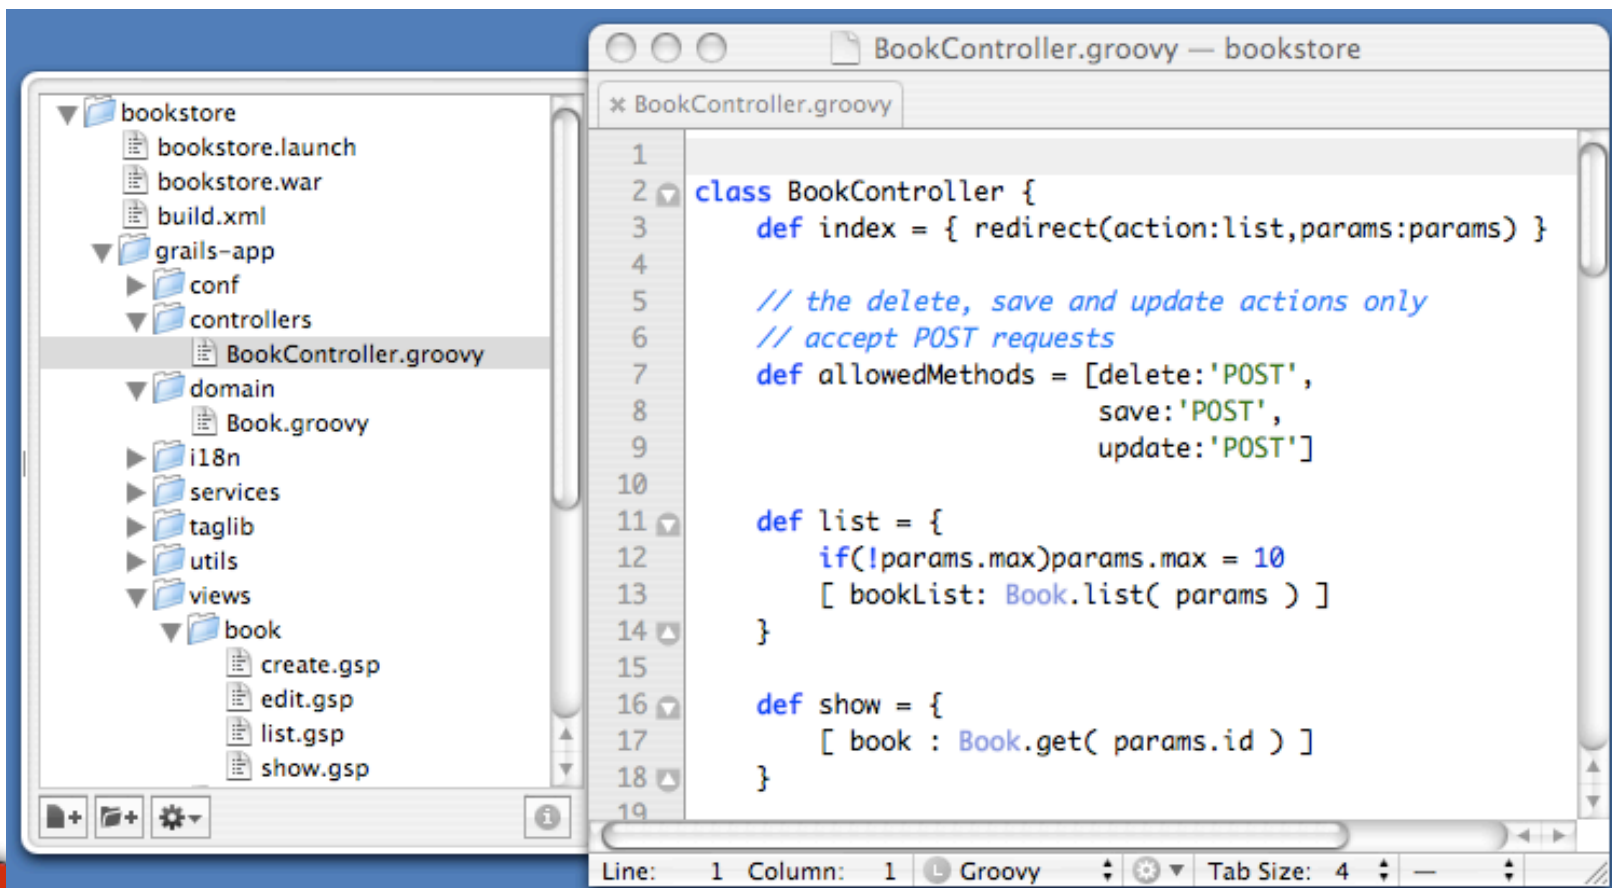 bookstore
bookstore.launch
bookstore.war
build.xml
grails-app
conf
controllers
BookController.groovy
domain
Book.groovy
i18n
services
taglib
utils
views
book
create.gsp
edit.gsp
list.gsp
show.gsp
BookController.groovy — bookstore
BookController.groovy
1
2 class BookController {
3     def index = { redirect(action:list,params:params) }
4
5     // the delete, save and update actions only
6     // accept POST requests
7     def allowedMethods = [delete:'POST',
8                           save:'POST',
9                           update:'POST']
10
11     def list = {
12         if(!params.max)params.max = 10
13         [ bookList: Book.list( params ) ]
14     }
15
16     def show = {
17         [ book : Book.get( params.id ) ]
18     }
19
Line: 1 Column: 1 L Groovy Tab Size: 4 —